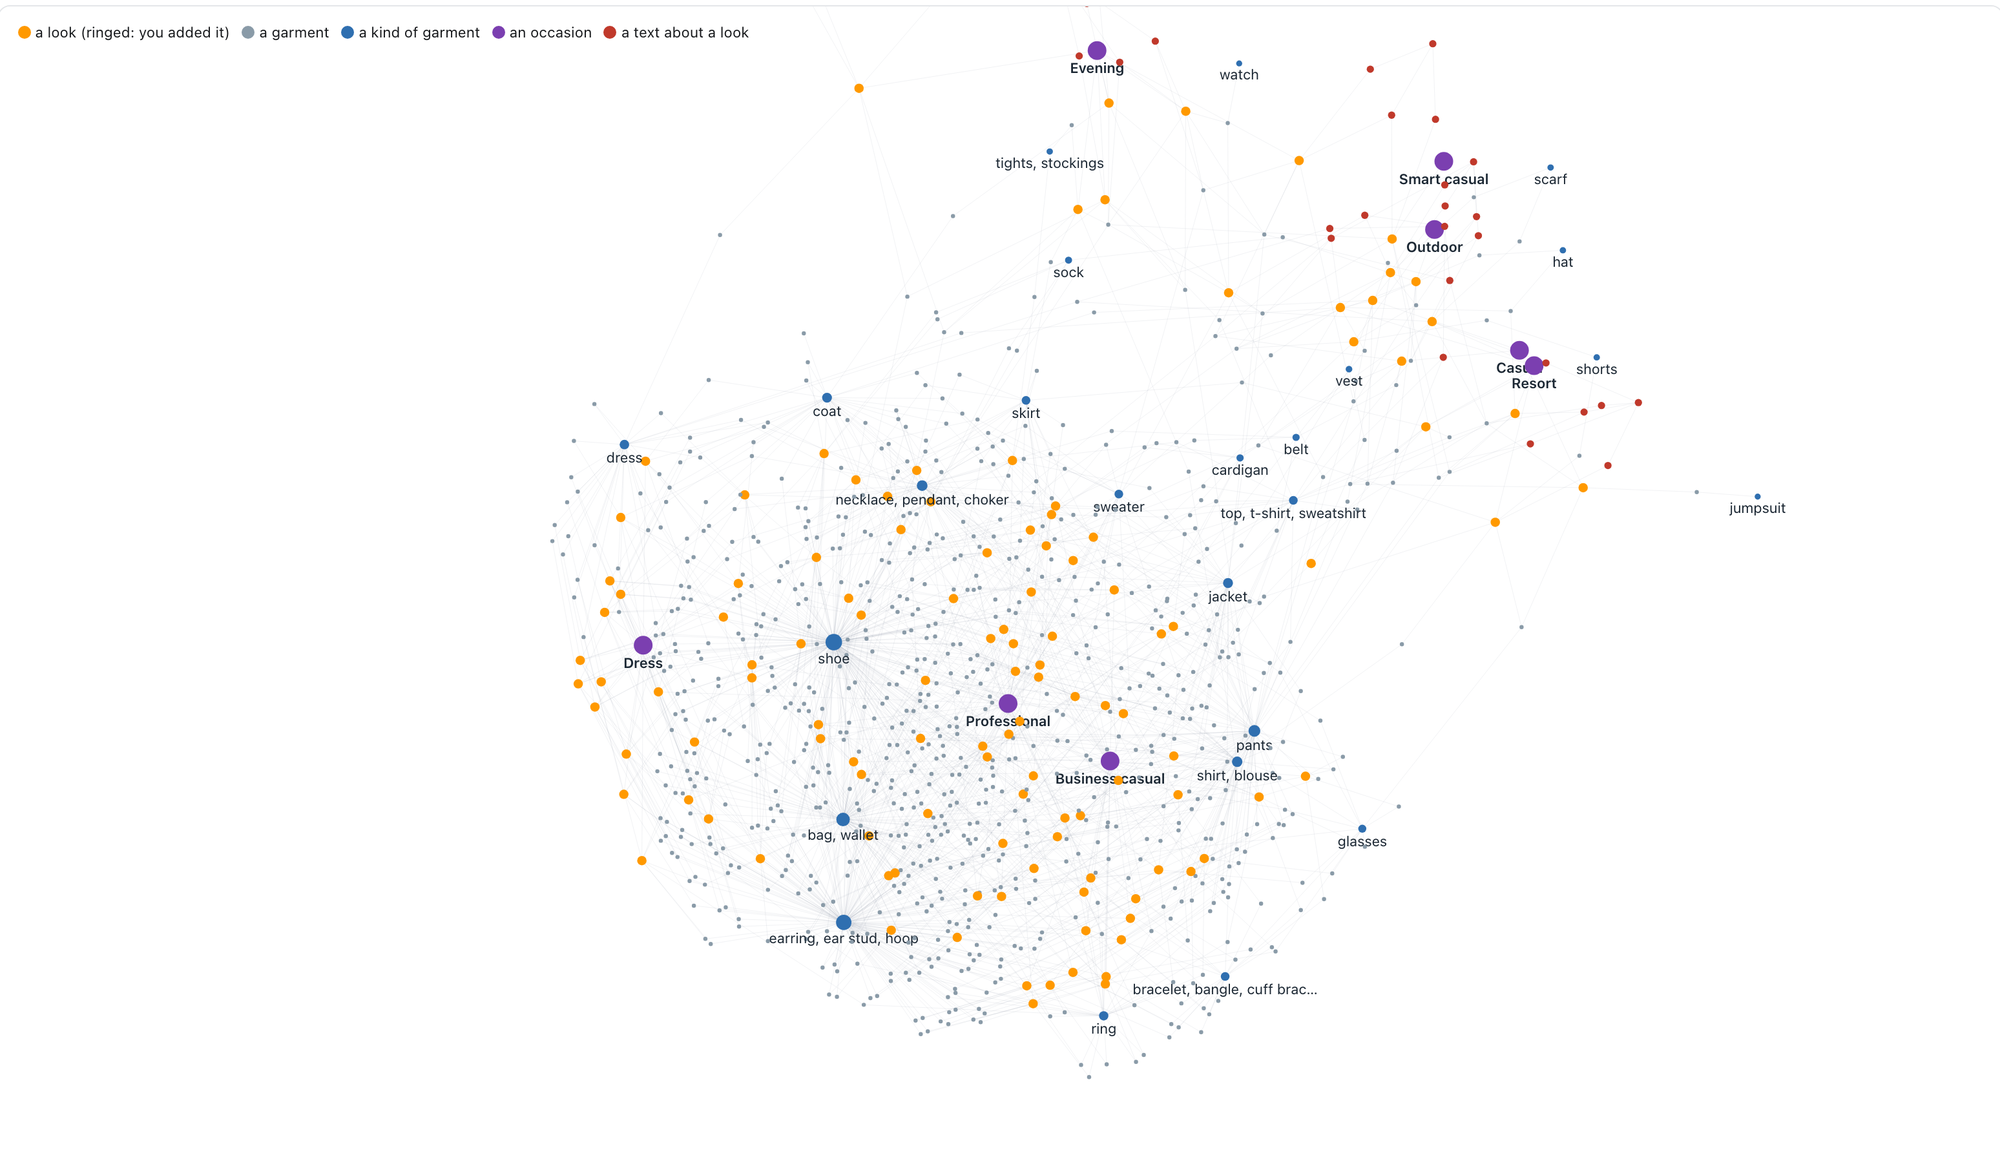 a look (ringed: you added it) a garment a kind of garment an occasion a text about a look
Evening
watch
tights, stockings
Smart casual
scarf
Outdoor
hat
sock
Casual
shorts
vest
Resort
coat
skirt
belt
dress
cardigan
necklace, pendant, choker
sweater
top, t-shirt, sweatshirt
jumpsuit
jacket
shoe
Dress
Professional
pants
Business casual
shirt, blouse
bag, wallet
glasses
earring, ear stud, hoop
bracelet, bangle, cuff brac...
ring